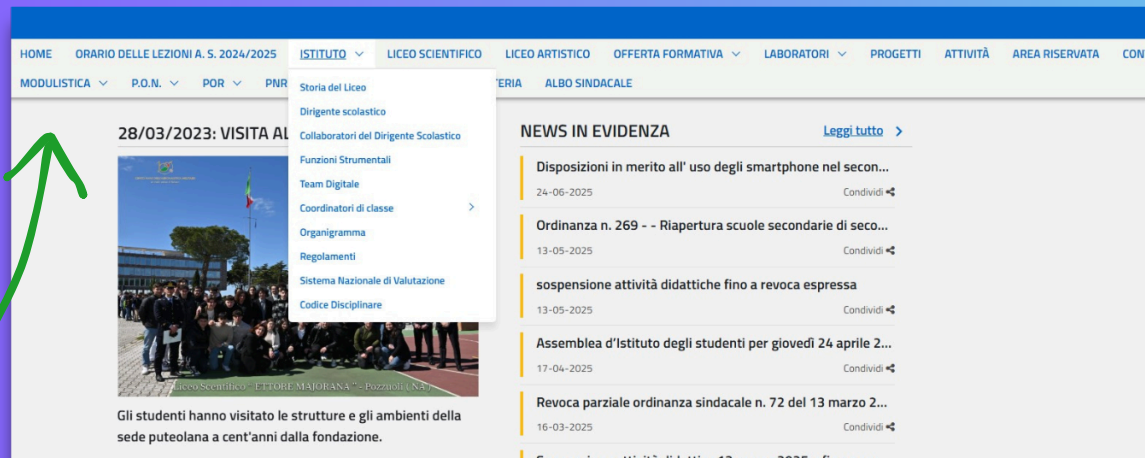 HOME ORARIO DELLE LEZIONI A. S. 2024/2025 ISTITUTO LICEO SCIENTIFICO LICEO ARTISTICO OFFERTA FORMATIVA LABORATORI PROGETTI ATTIVITÀ AREA RISERVATA CON
MODULISTICA P.O.N. POR PNR ERIA ALBO SINDACALE
Storia del Liceo
Dirigente scolastico
Collaboratori del Dirigente Scolastico
Funzioni Strumentali
Team Digitale
Coordinatori di classe
Organigramma
Regolamenti
Sistema Nazionale di Valutazione
Codice Disciplinare
28/03/2023: VISITA AL
Liceo Scientifico " ETTORE MAJORANA " - Pozzuoli ( NA )
Gli studenti hanno visitato le strutture e gli ambienti della
sede puteolana a cent'anni dalla fondazione.
NEWS IN EVIDENZA Leggi tutto
Disposizioni in merito all' uso degli smartphone nel secon...
24-06-2025 Condividi
Ordinanza n. 269 - - Riapertura scuole secondarie di seco...
13-05-2025 Condividi
sospensione attività didattiche fino a revoca espressa
13-05-2025 Condividi
Assemblea d'Istituto degli studenti per giovedì 24 aprile 2...
17-04-2025 Condividi
Revoca parziale ordinanza sindacale n. 72 del 13 marzo 2...
16-03-2025 Condividi